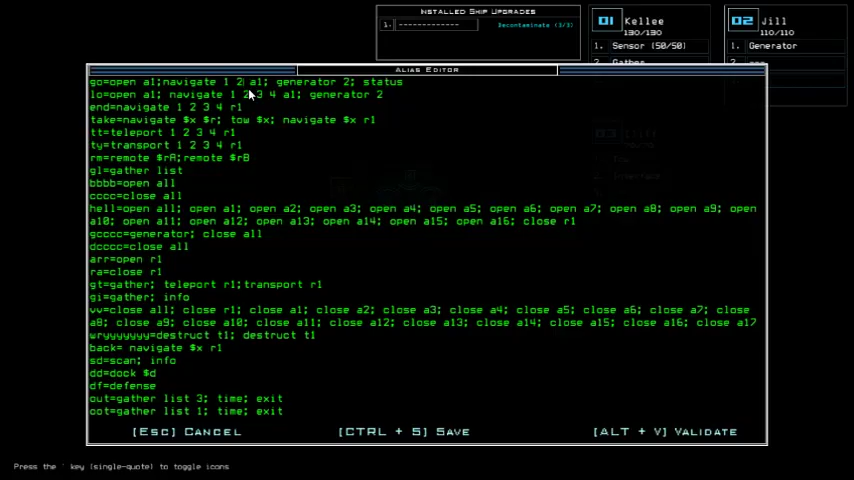 Installed Ship Upgrades
1. ------------- Decontaminate (3/3)
01 Kellee
130/130
1. Sensor (50/50)
2. Gather
02 Jill
110/110
1. Generator
2. ---
Alias Editor
go=open a1;navigate 1 2 a1; generator 2; status
lo=open a1; navigate 1 2 3 4 a1; generator 2
end=navigate 1 2 3 4 r1
take=navigate $x $r; tow $x; navigate $x r1
tt=teleport 1 2 3 4 r1
ty=transport 1 2 3 4 r1
rm=remote $rA;remote $rB
gl=gather list
bbbb=open all
cccc=close all
hell=open all; open a1; open a2; open a3; open a4; open a5; open a6; open a7; open a8; open a9; open
a10; open a11; open a12; open a13; open a14; open a15; open a16; close r1
gcccc=generator; close all
dcccc=close all
arr=open r1
ra=close r1
gt=gather; teleport r1;transport r1
gi=gather; info
vv=close all; close r1; close a1; close a2; close a3; close a4; close a5; close a6; close a7; close
a8; close a9; close a10; close a11; close a12; close a13; close a14; close a15; close a16; close a17
wryyyyyy=destruct t1; destruct t1
back= navigate $x r1
sd=scan; info
dd=dock $d
df=defense
out=gather list 3; time; exit
oot=gather list 1; time; exit
[Esc] Cancel
[CTRL + S] Save
[ALT + V] Validate
Press the ` key (single-quote) to toggle icons